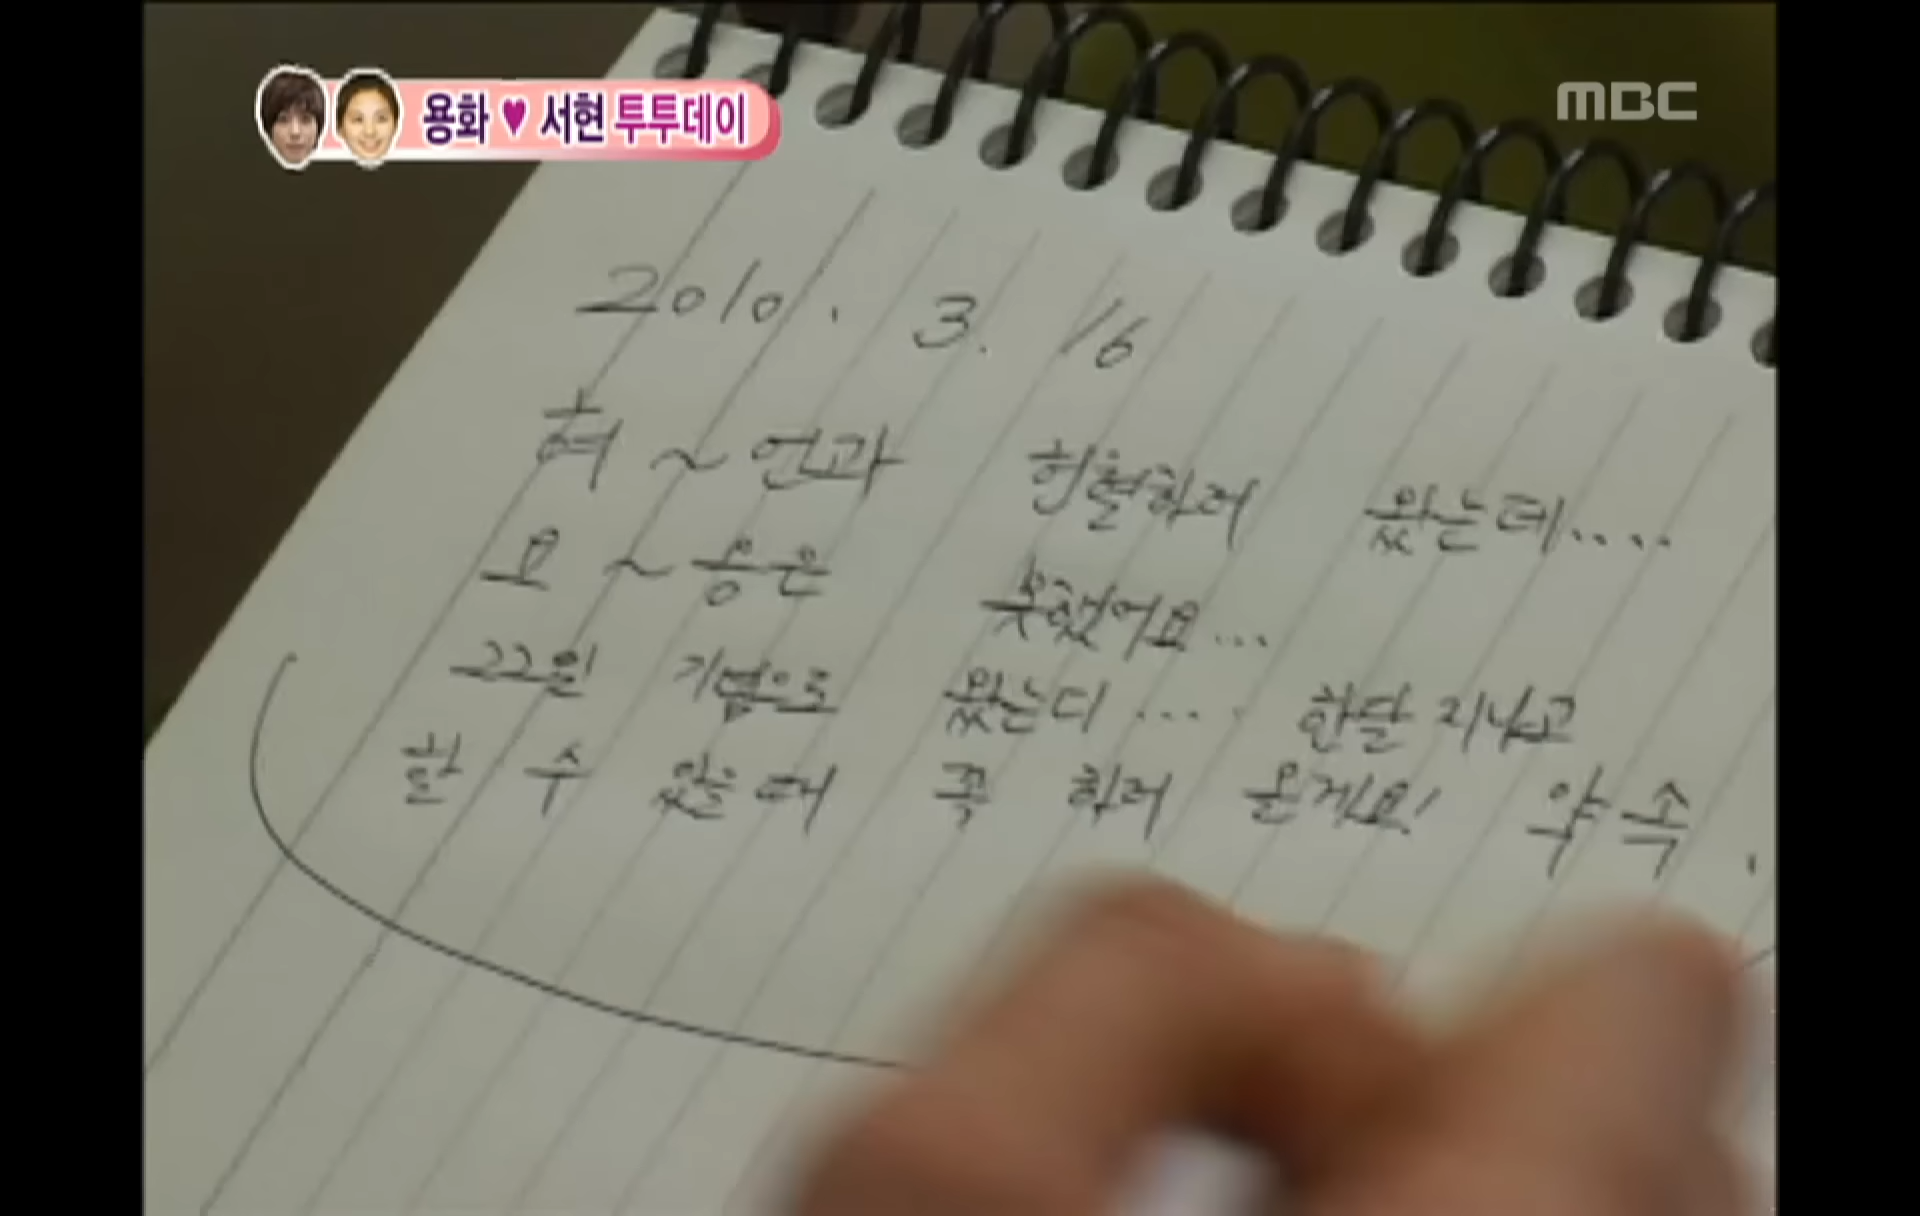 용화 ♥ 서현 투투데이
MBC
2010. 3. 16
혀 ~ 언과 헌혈하러 왔는데....
요 ~ 옹은 못했어요...
22일 기념으로 왔는디.... 한달 지나고
할 수 있을 때 꼭 하러 올게요! 약속.